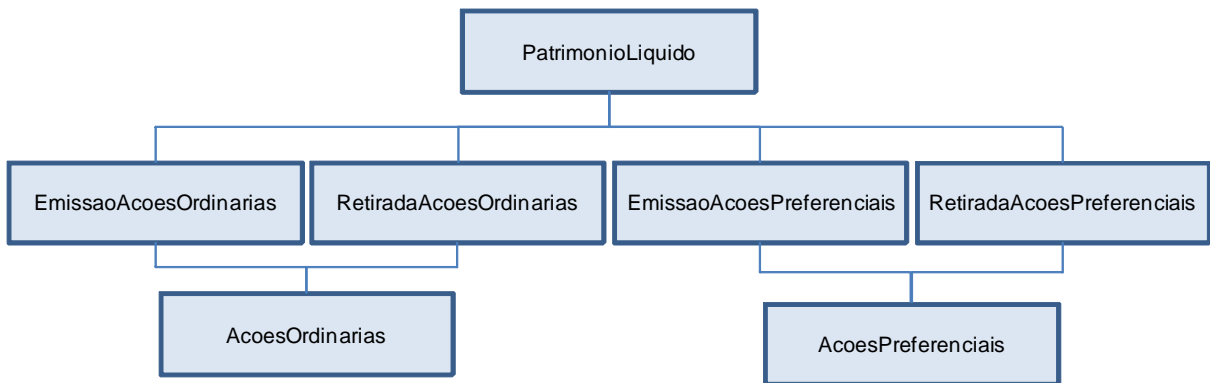 PatrimonioLiquido
EmissaoAcoesOrdinarias
RetiradaAcoesOrdinarias
EmissaoAcoesPreferenciais
RetiradaAcoesPreferenciais
AcoesOrdinarias
AcoesPreferenciais